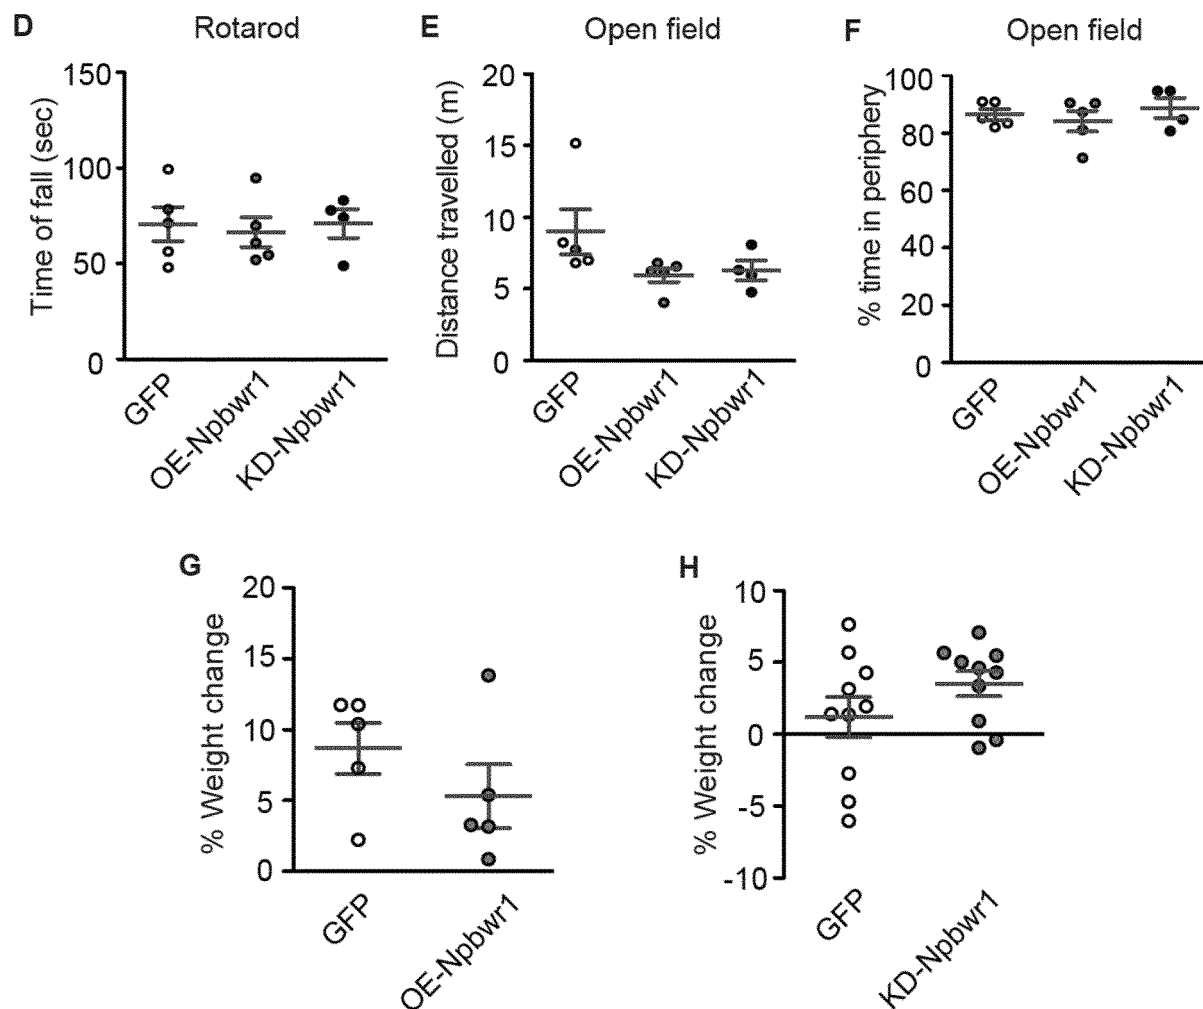 D Rotarod
Time of fall (sec)
150
100
50
0
GFP
OE-Npbwr1
KD-Npbwr1
E Open field
Distance travelled (m)
20
15
10
5
0
GFP
OE-Npbwr1
KD-Npbwr1
F Open field
% time in periphery
100
80
60
40
20
0
GFP
OE-Npbwr1
KD-Npbwr1
G
% Weight change
20
15
10
5
0
GFP
OE-Npbwr1
H
% Weight change
10
5
0
-5
-10
GFP
KD-Npbwr1